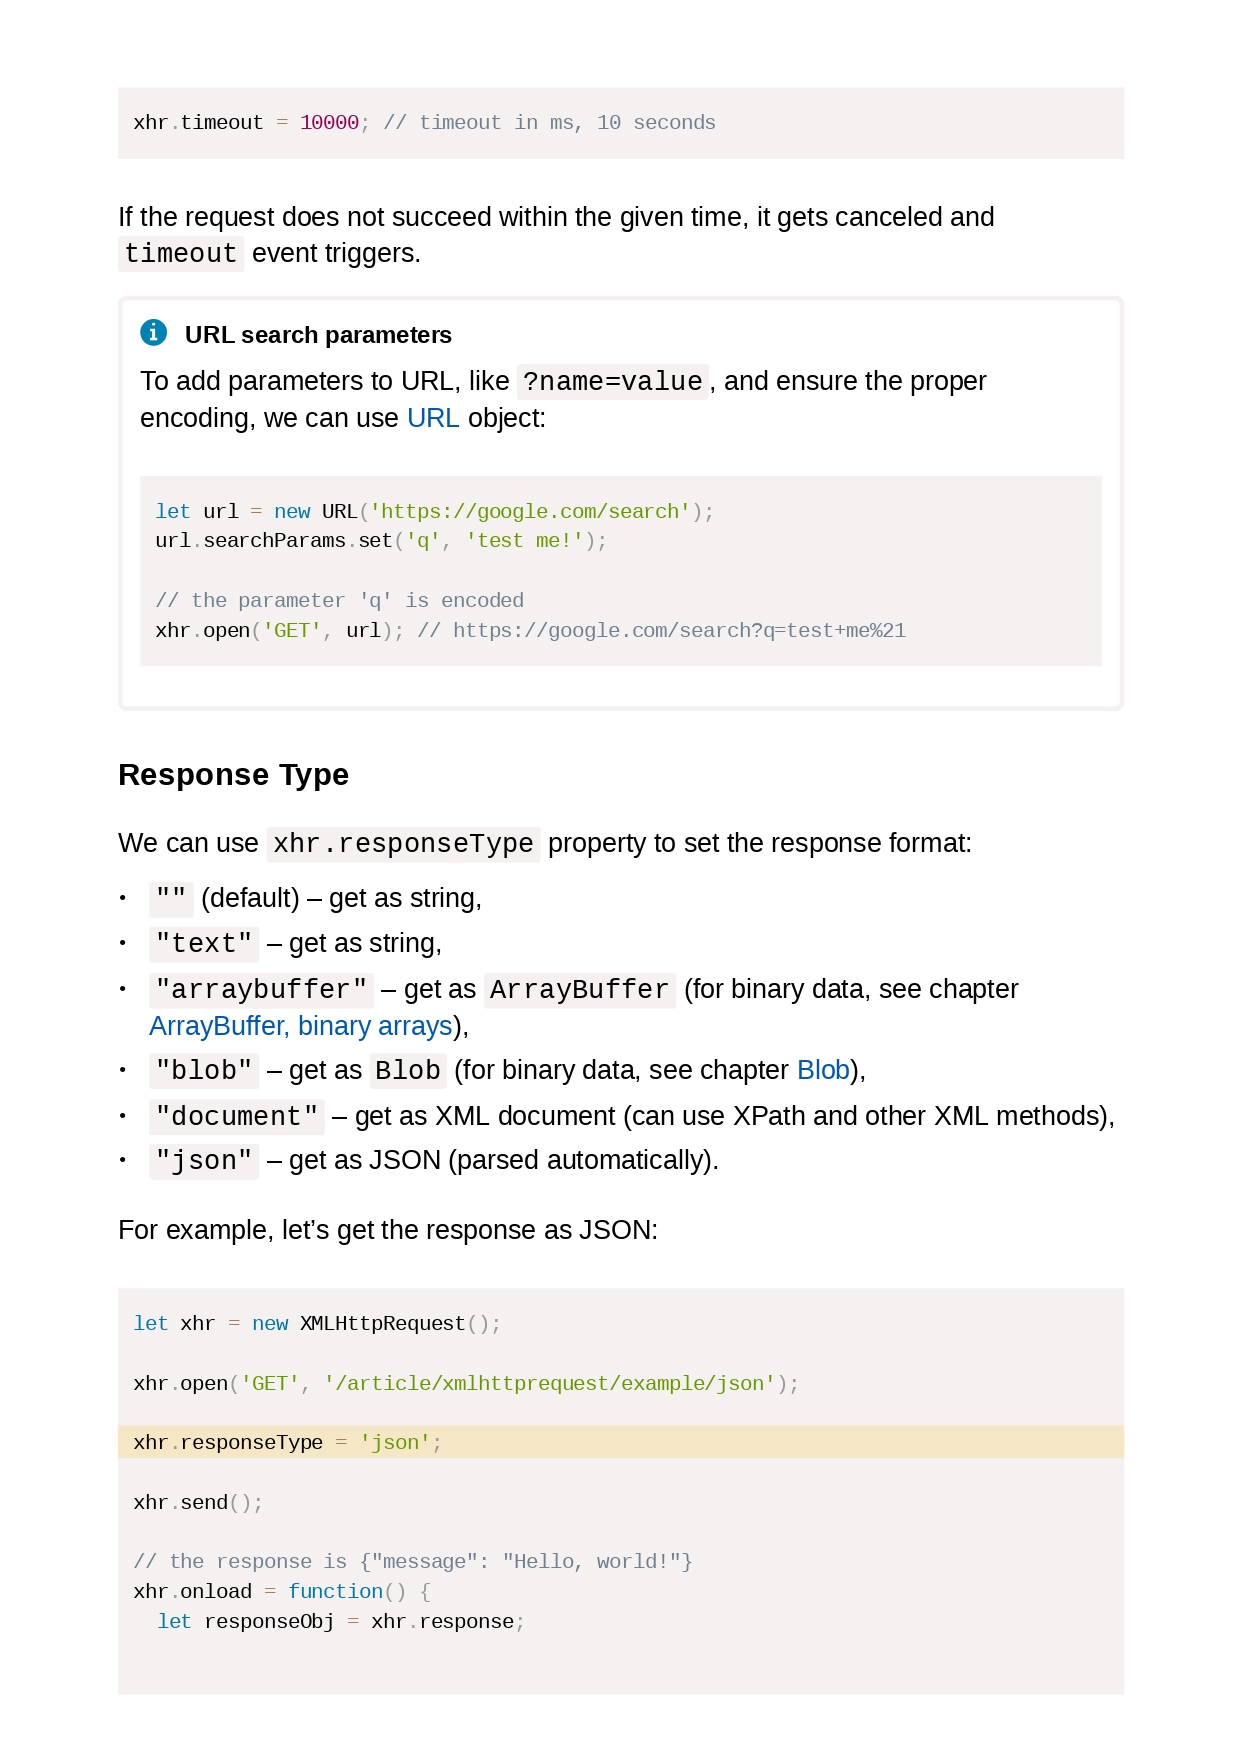 xhr.timeout = 10000; // timeout in ms, 10 seconds
If the request does not succeed within the given time, it gets canceled and
timeout event triggers.
URL search parameters
To add parameters to URL, like ?name=value, and ensure the proper
encoding, we can use URL object:
let url = new URL('https://google.com/search');
url.searchParams.set('q', 'test me!');
// the parameter 'q' is encoded
xhr.open('GET', url); // https://google.com/search?q=test+me%21
Response Type
We can use xhr.responseType property to set the response format:
• "" (default) – get as string,
• "text" – get as string,
• "arraybuffer" – get as ArrayBuffer (for binary data, see chapter
ArrayBuffer, binary arrays),
• "blob" – get as Blob (for binary data, see chapter Blob),
• "document" – get as XML document (can use XPath and other XML methods),
• "json" – get as JSON (parsed automatically).
For example, let’s get the response as JSON:
let xhr = new XMLHttpRequest();
xhr.open('GET', '/article/xmlhttprequest/example/json');
xhr.responseType = 'json';
xhr.send();
// the response is {"message": "Hello, world!"}
xhr.onload = function() {
  let responseObj = xhr.response;